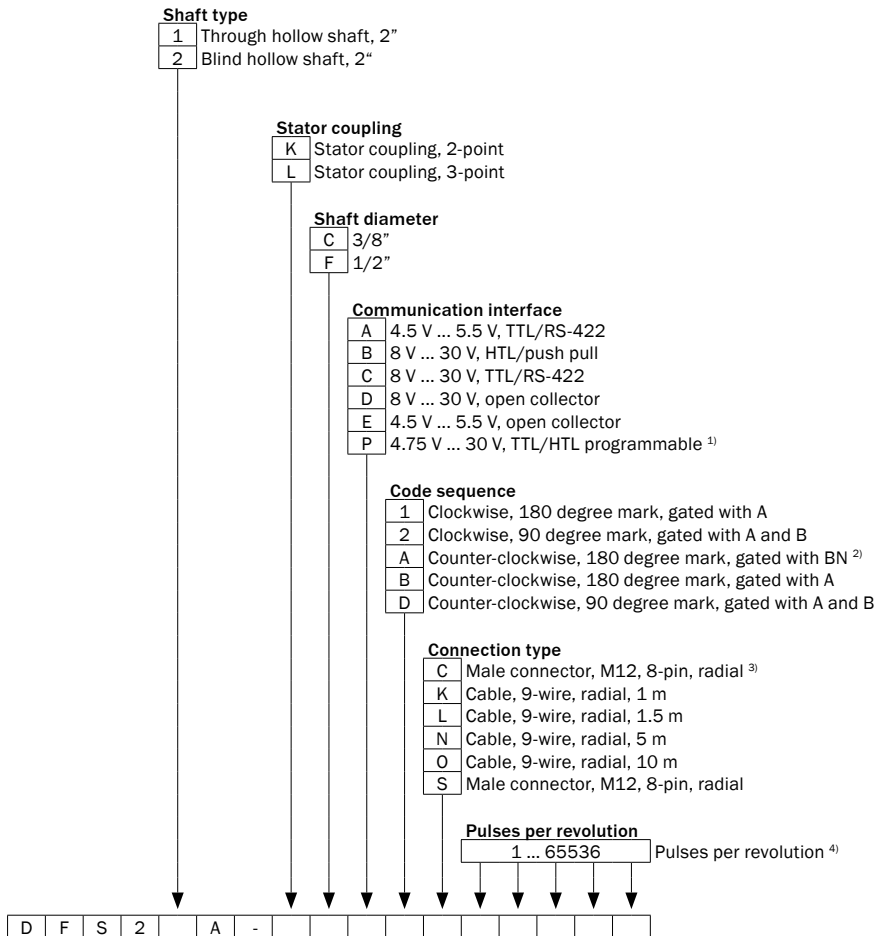 Shaft type
1 Through hollow shaft, 2”
2 Blind hollow shaft, 2“
Stator coupling
K Stator coupling, 2-point
L Stator coupling, 3-point
Shaft diameter
C 3/8”
F 1/2”
Communication interface
A 4.5 V ... 5.5 V, TTL/RS-422
B 8 V ... 30 V, HTL/push pull
C 8 V ... 30 V, TTL/RS-422
D 8 V ... 30 V, open collector
E 4.5 V ... 5.5 V, open collector
P 4.75 V ... 30 V, TTL/HTL programmable 1)
Code sequence
1 Clockwise, 180 degree mark, gated with A
2 Clockwise, 90 degree mark, gated with A and B
A Counter-clockwise, 180 degree mark, gated with BN 2)
B Counter-clockwise, 180 degree mark, gated with A
D Counter-clockwise, 90 degree mark, gated with A and B
Connection type
C Male connector, M12, 8-pin, radial 3)
K Cable, 9-wire, radial, 1 m
L Cable, 9-wire, radial, 1.5 m
N Cable, 9-wire, radial, 5 m
O Cable, 9-wire, radial, 10 m
S Male connector, M12, 8-pin, radial
Pulses per revolution
1 ... 65536 Pulses per revolution 4)
D F S 2 A -